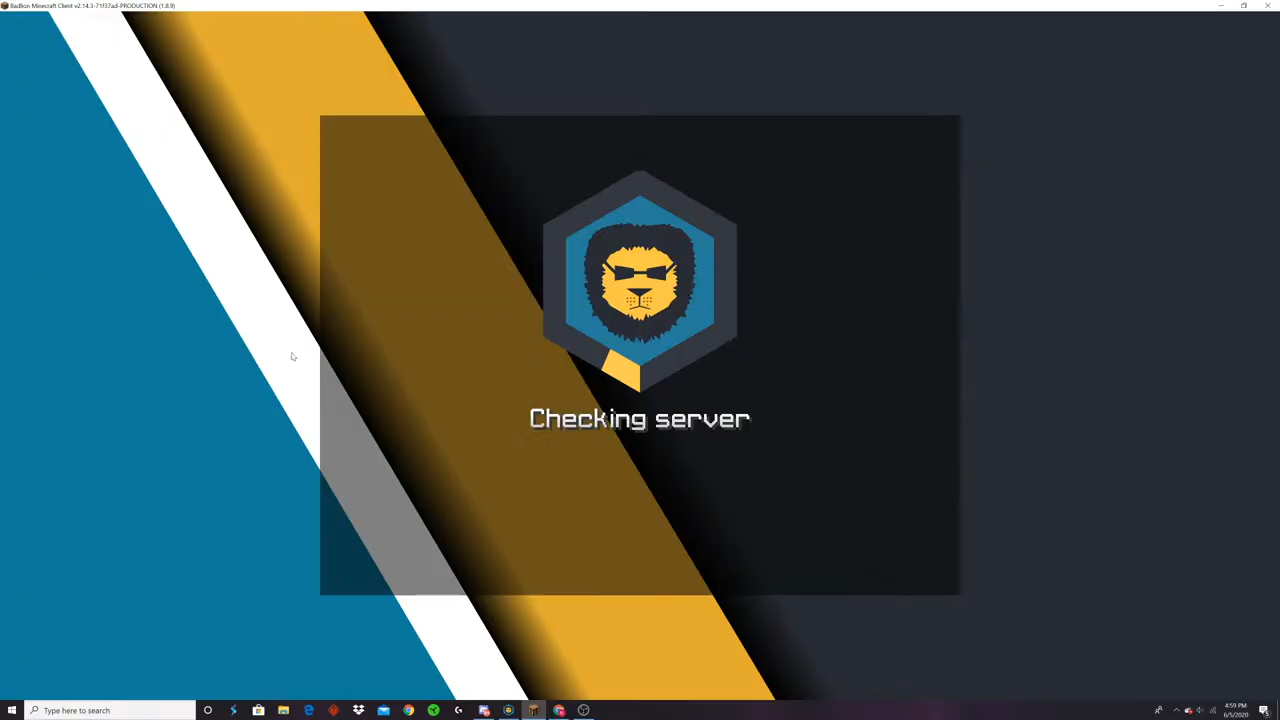 Badlion Minecraft Client v2.14.3-71f37ad-PRODUCTION (1.8.9)
Checking server
Type here to search
4:59 PM
6/5/2020